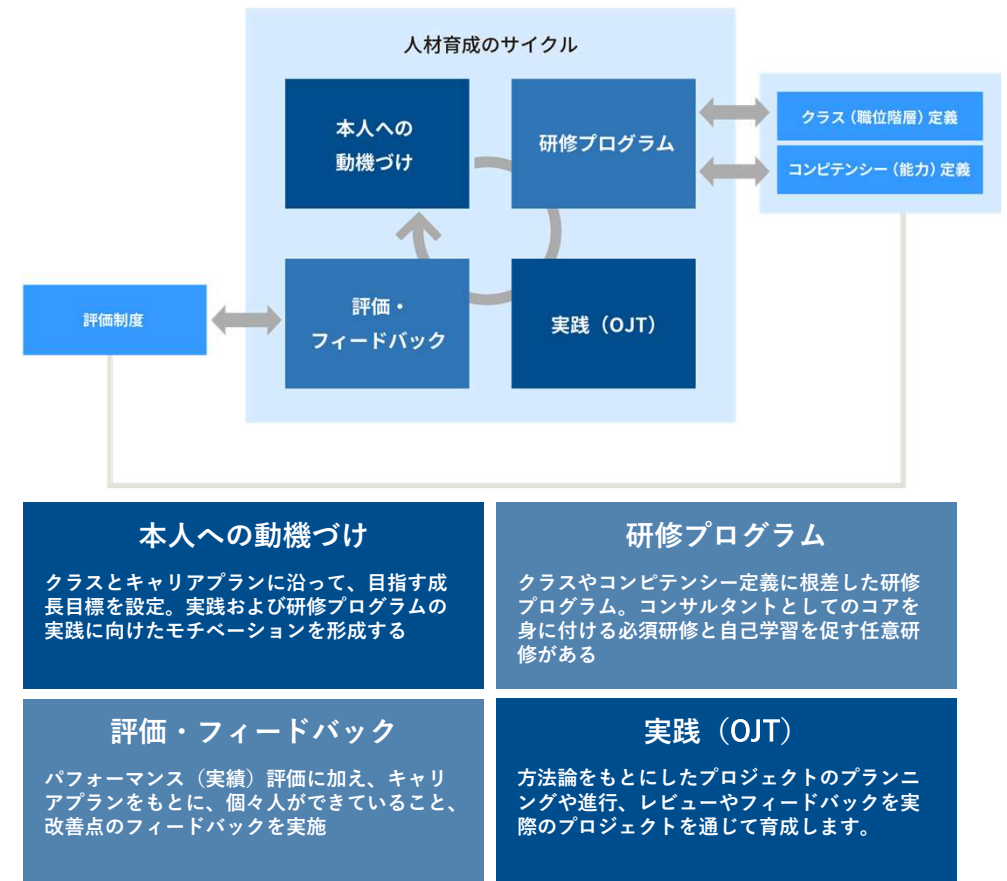 人材育成のサイクル
本人への
動機づけ
研修プログラム
クラス（職位階層）定義
コンピテンシー（能力）定義
評価制度
評価・
フィードバック
実践（OJT）
本人への動機づけ
クラスとキャリアプランに沿って、目指す成
長目標を設定。実践および研修プログラムの
実践に向けたモチベーションを形成する
研修プログラム
クラスやコンピテンシー定義に根差した研修
プログラム。コンサルタントとしてのコアを
身に付ける必須研修と自己学習を促す任意研
修がある
評価・フィードバック
パフォーマンス（実績）評価に加え、キャリ
アプランをもとに、個々人ができていること、
改善点のフィードバックを実施
実践（OJT）
方法論をもとにしたプロジェクトのプランニ
ングや進行、レビューやフィードバックを実
際のプロジェクトを通じて育成します。